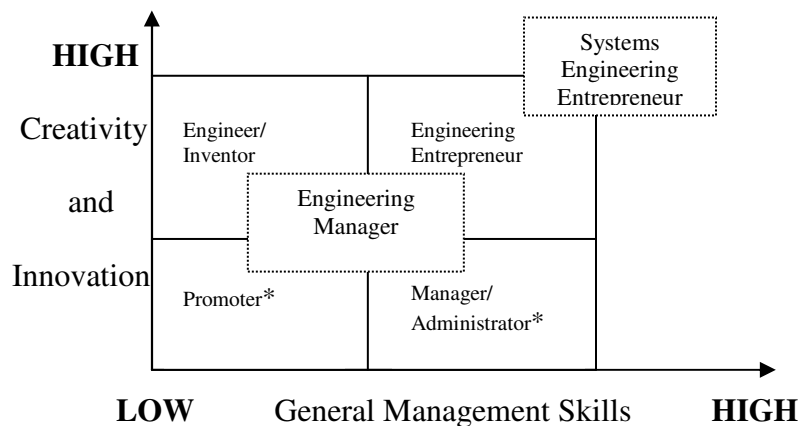 HIGH
Creativity
and
Innovation
Systems
Engineering
Entrepreneur
Engineer/
Inventor
Engineering
Entrepreneur
Engineering
Manager
Promoter*
Manager/
Administrator*
LOW
General Management Skills
HIGH